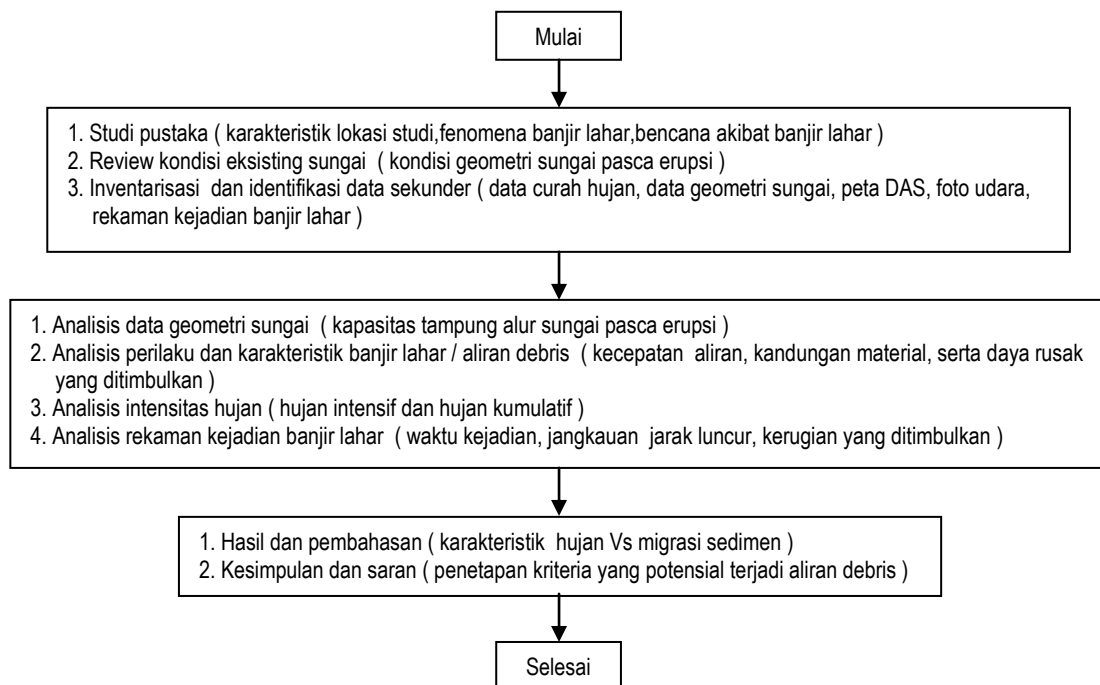 Mulai
1. Studi pustaka ( karakteristik lokasi studi,fenomena banjir lahar,bencana akibat banjir lahar )
2. Review kondisi eksisting sungai ( kondisi geometri sungai pasca erupsi )
3. Inventarisasi dan identifikasi data sekunder ( data curah hujan, data geometri sungai, peta DAS, foto udara,
rekaman kejadian banjir lahar )
1. Analisis data geometri sungai ( kapasitas tampung alur sungai pasca erupsi )
2. Analisis perilaku dan karakteristik banjir lahar / aliran debris ( kecepatan aliran, kandungan material, serta daya rusak
yang ditimbulkan )
3. Analisis intensitas hujan ( hujan intensif dan hujan kumulatif )
4. Analisis rekaman kejadian banjir lahar ( waktu kejadian, jangkauan jarak luncur, kerugian yang ditimbulkan )
1. Hasil dan pembahasan ( karakteristik hujan Vs migrasi sedimen )
2. Kesimpulan dan saran ( penetapan kriteria yang potensial terjadi aliran debris )
Selesai